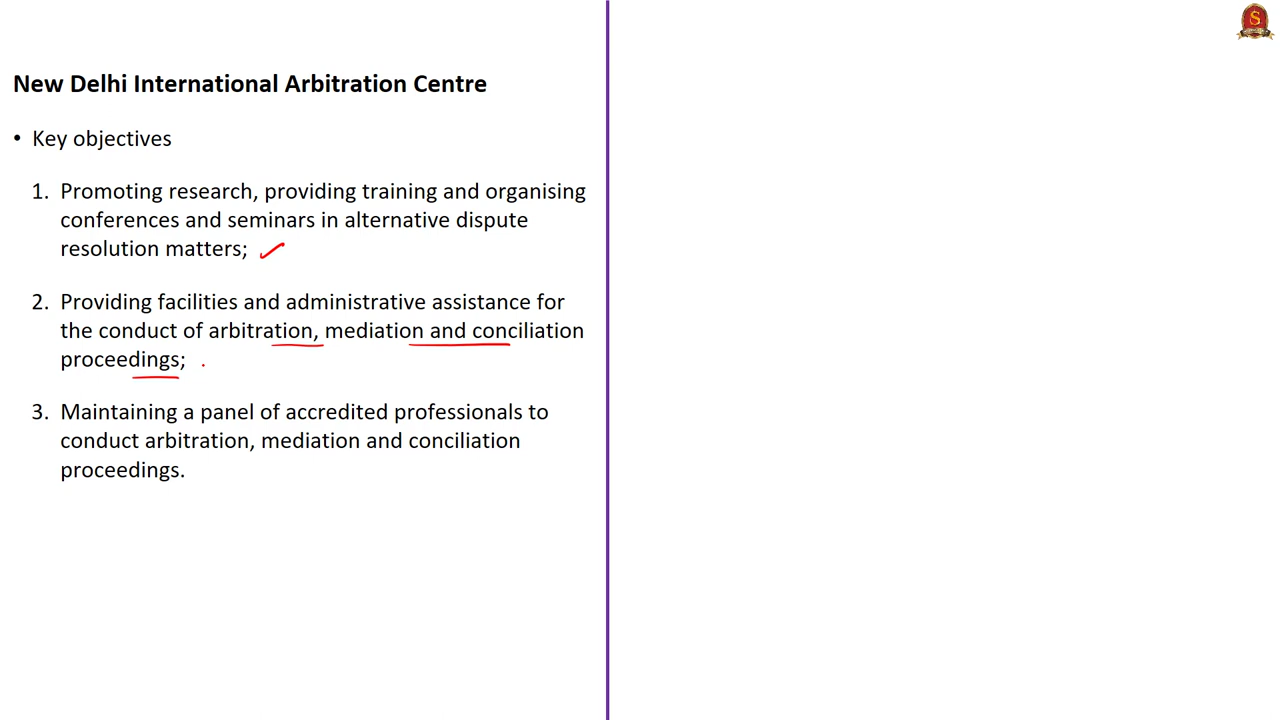 New Delhi International Arbitration Centre
• Key objectives
1. Promoting research, providing training and organising
conferences and seminars in alternative dispute
resolution matters;
2. Providing facilities and administrative assistance for
the conduct of arbitration, mediation and conciliation
proceedings;
3. Maintaining a panel of accredited professionals to
conduct arbitration, mediation and conciliation
proceedings.
S